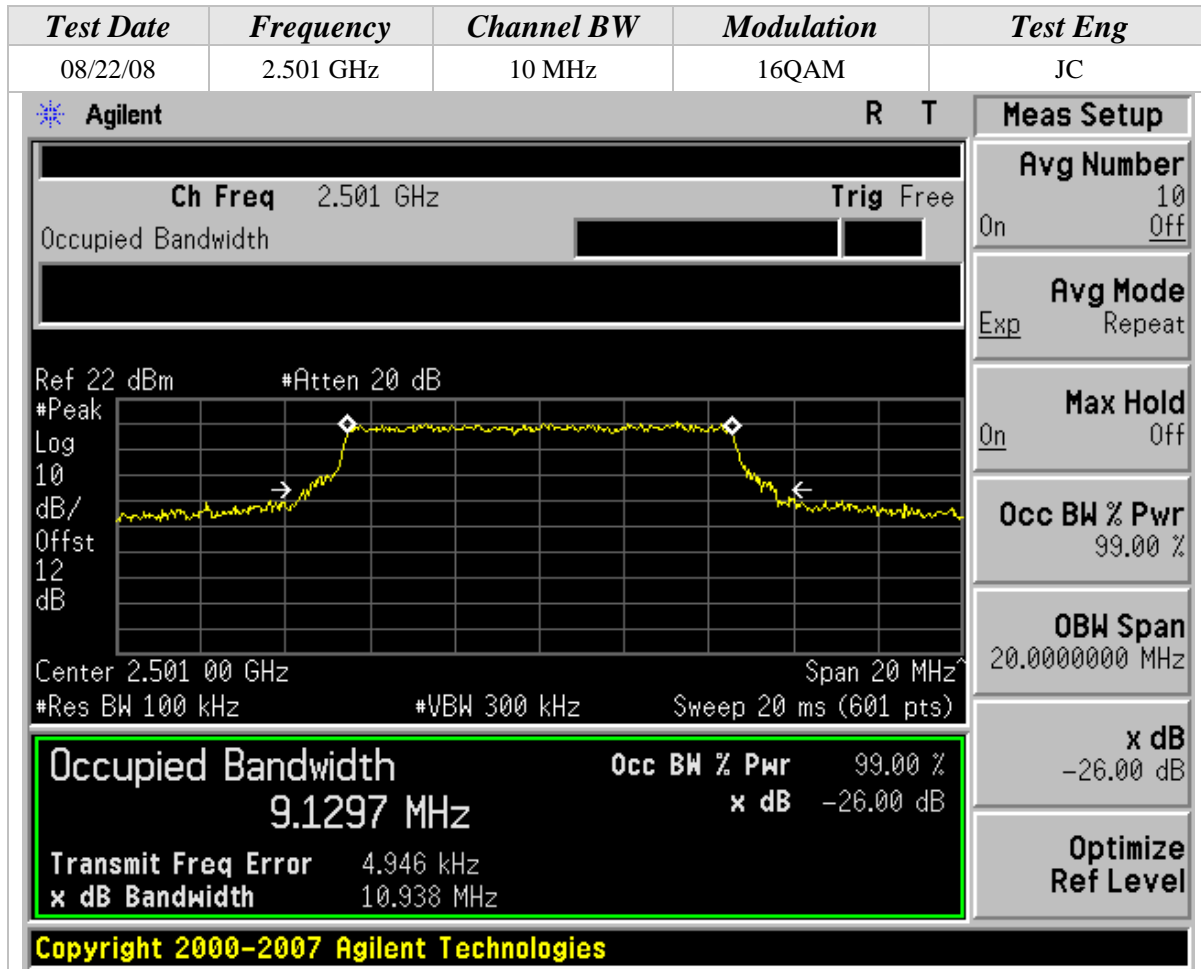 Test Date Frequency Channel BW Modulation Test Eng
08/22/08 2.501 GHz 10 MHz 16QAM JC
Agilent R T
Ch Freq 2.501 GHz Trig Free
Occupied Bandwidth
Ref 22 dBm #Atten 20 dB
#Peak
Log
10
dB/
Offst
12
dB
Center 2.501 00 GHz Span 20 MHz^
#Res BW 100 kHz #VBW 300 kHz Sweep 20 ms (601 pts)
Occupied Bandwidth
9.1297 MHz
Occ BW % Pwr 99.00 %
x dB -26.00 dB
Transmit Freq Error 4.946 kHz
x dB Bandwidth 10.938 MHz
Meas Setup
Avg Number
10
On Off
Avg Mode
Exp Repeat
Max Hold
On Off
Occ BW % Pwr
99.00 %
OBW Span
20.0000000 MHz
x dB
-26.00 dB
Optimize
Ref Level
Copyright 2000-2007 Agilent Technologies